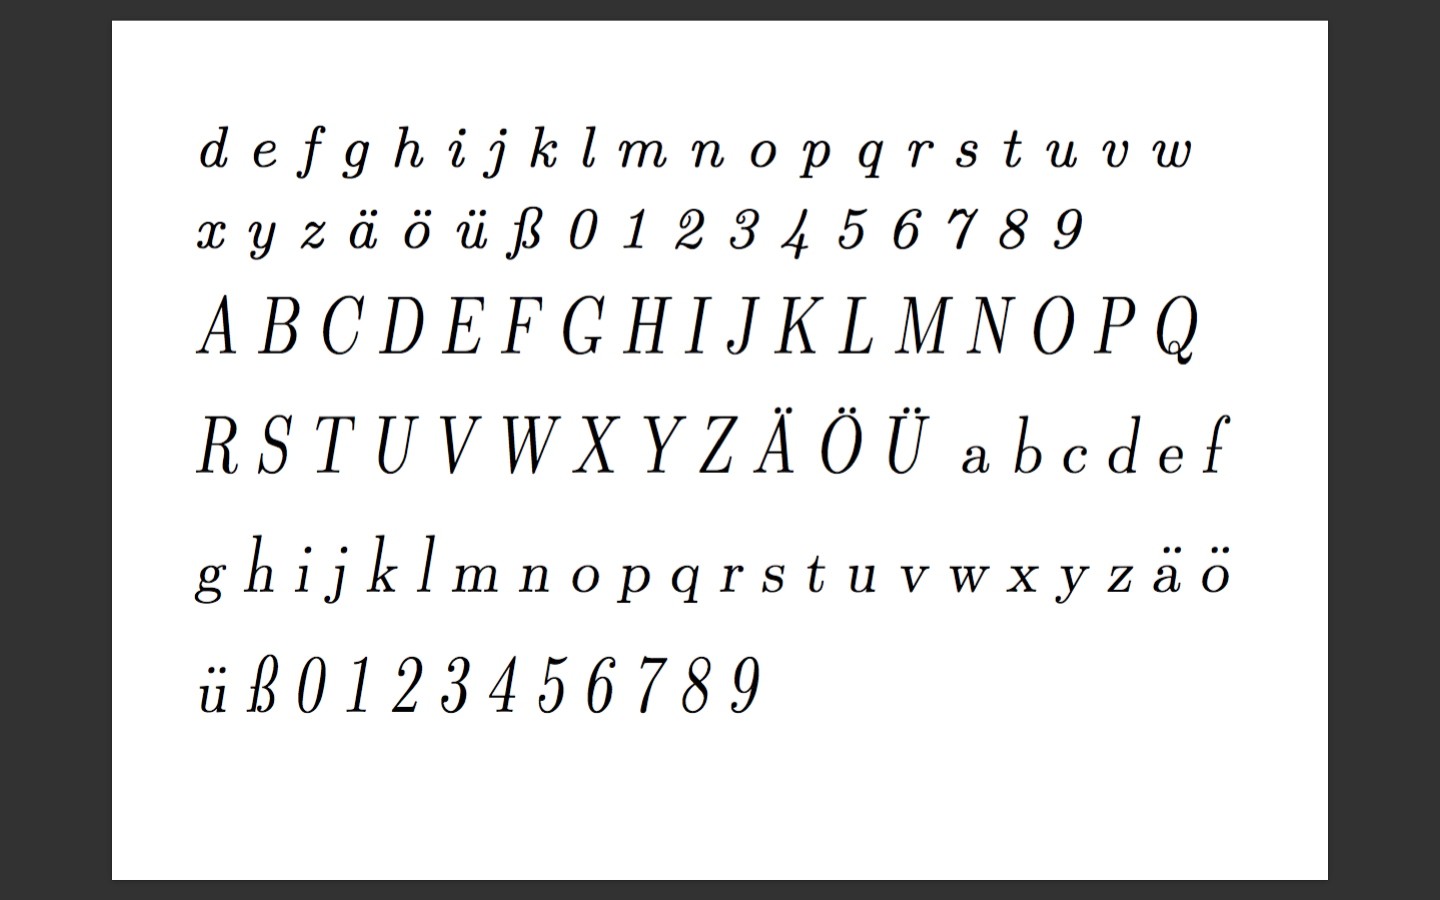 d e f g h i j k l m n o p q r s t u v w
x y z ä ö ü ß 0 1 2 3 4 5 6 7 8 9
A B C D E F G H I J K L M N O P Q
R S T U V W X Y Z Ä Ö Ü a b c d e f
g h i j k l m n o p q r s t u v w x y z ä ö
ü ß 0 1 2 3 4 5 6 7 8 9